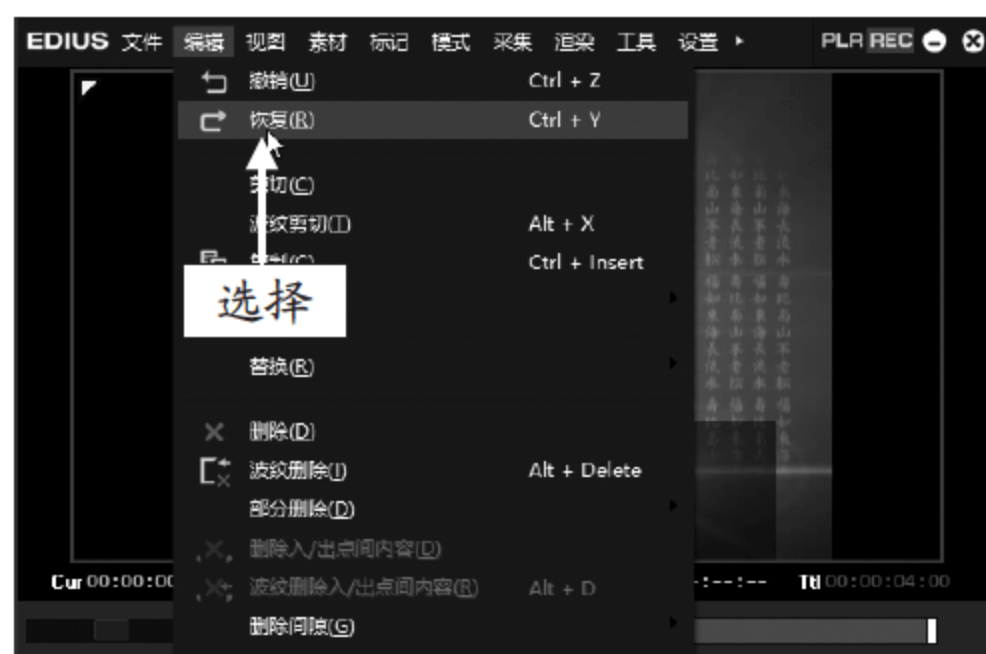 EDIUS 文件 编辑 视图 素材 标记 模式 采集 渲染 工具 设置 PLR REC
撤销(U) Ctrl + Z
恢复(R) Ctrl + Y
剪切(C)
波纹剪切(T) Alt + X
Ctrl + Insert
选择
替换(R)
删除(D)
波纹删除(I) Alt + Delete
部分删除(D)
删除入/出点间内容(D)
波纹删除入/出点间内容(R) Alt + D
删除间隙(G)
Cur 00:00:00
-:--:-- Ttl 00:00:04:00